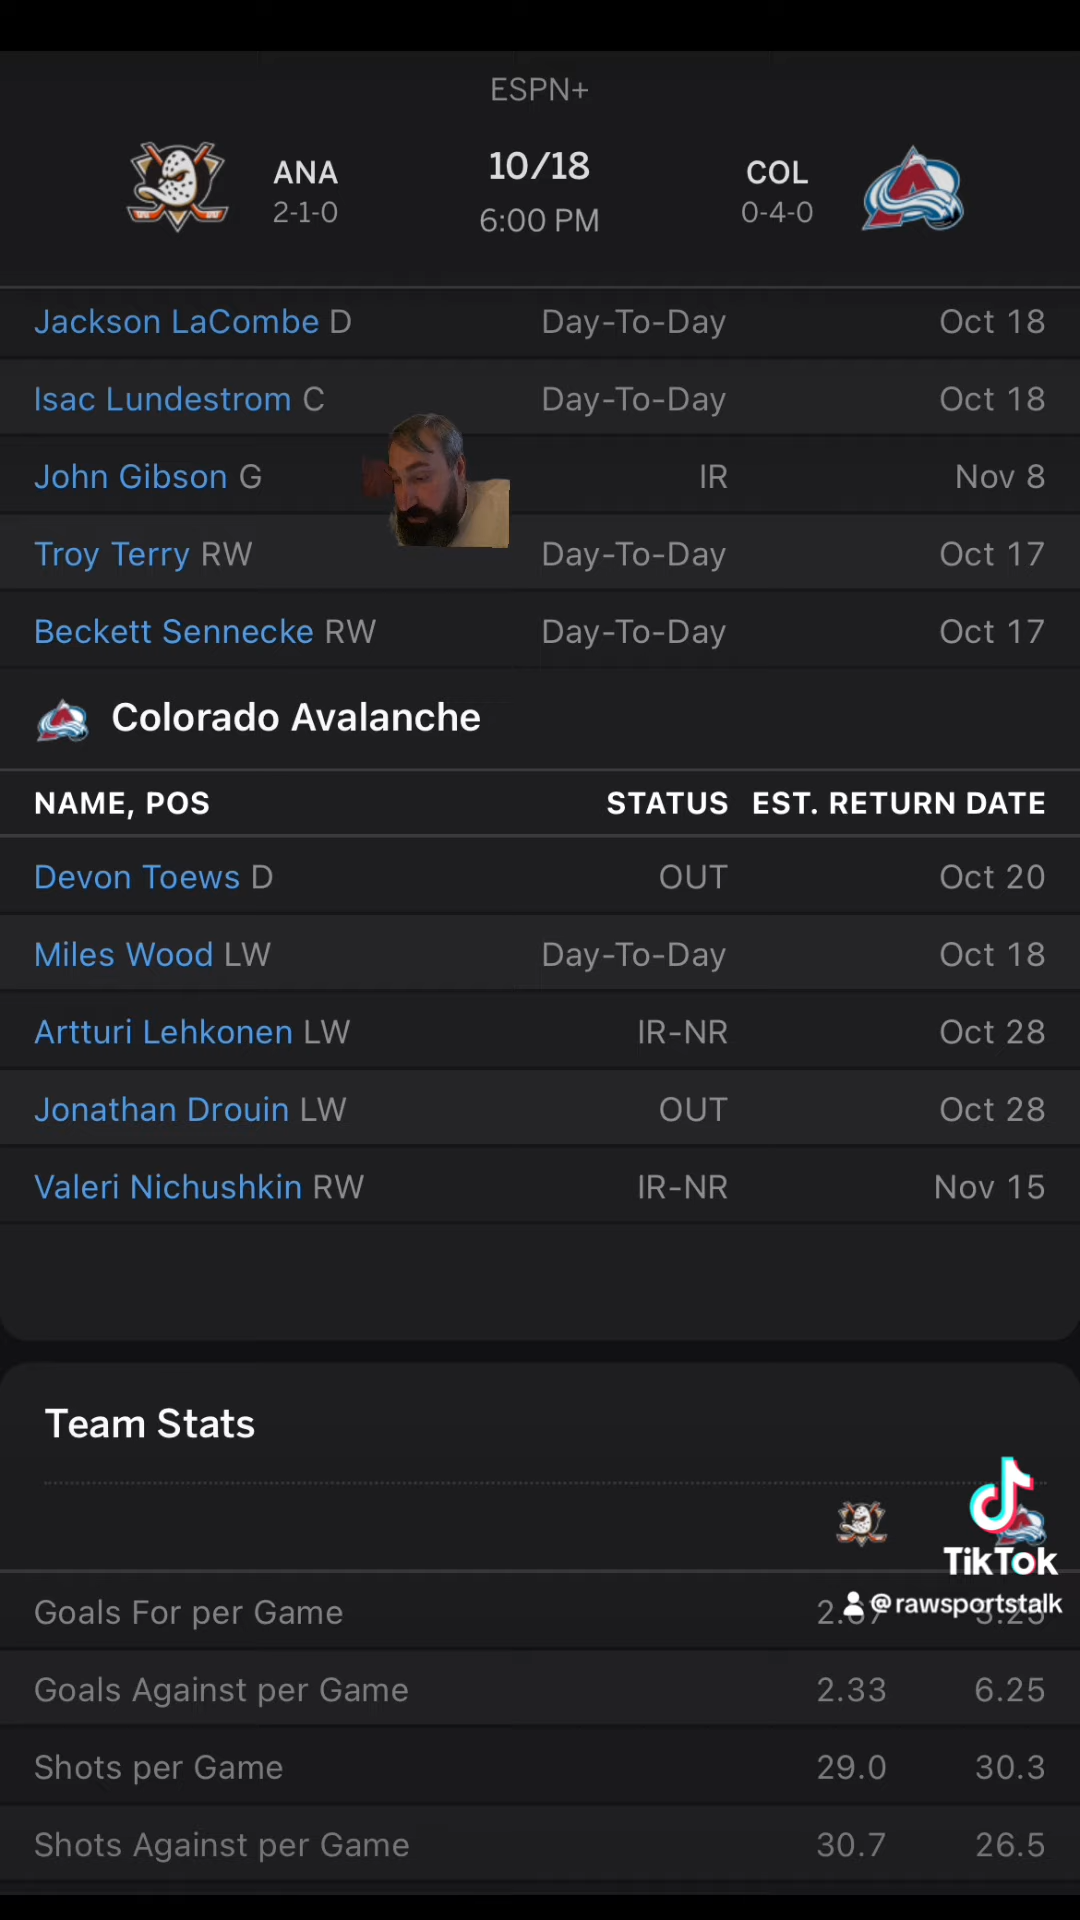 ESPN+
ANA 10/18 COL
2-1-0 6:00 PM 0-4-0
Jackson LaCombe D Day-To-Day Oct 18
Isac Lundestrom C Day-To-Day Oct 18
John Gibson G IR Nov 8
Troy Terry RW Day-To-Day Oct 17
Beckett Sennecke RW Day-To-Day Oct 17
Colorado Avalanche
NAME, POS STATUS EST. RETURN DATE
Devon Toews D OUT Oct 20
Miles Wood LW Day-To-Day Oct 18
Artturi Lehkonen LW IR-NR Oct 28
Jonathan Drouin LW OUT Oct 28
Valeri Nichushkin RW IR-NR Nov 15
Team Stats
TikTok
@rawsportstalk
Goals For per Game
Goals Against per Game 2.33 6.25
Shots per Game 29.0 30.3
Shots Against per Game 30.7 26.5